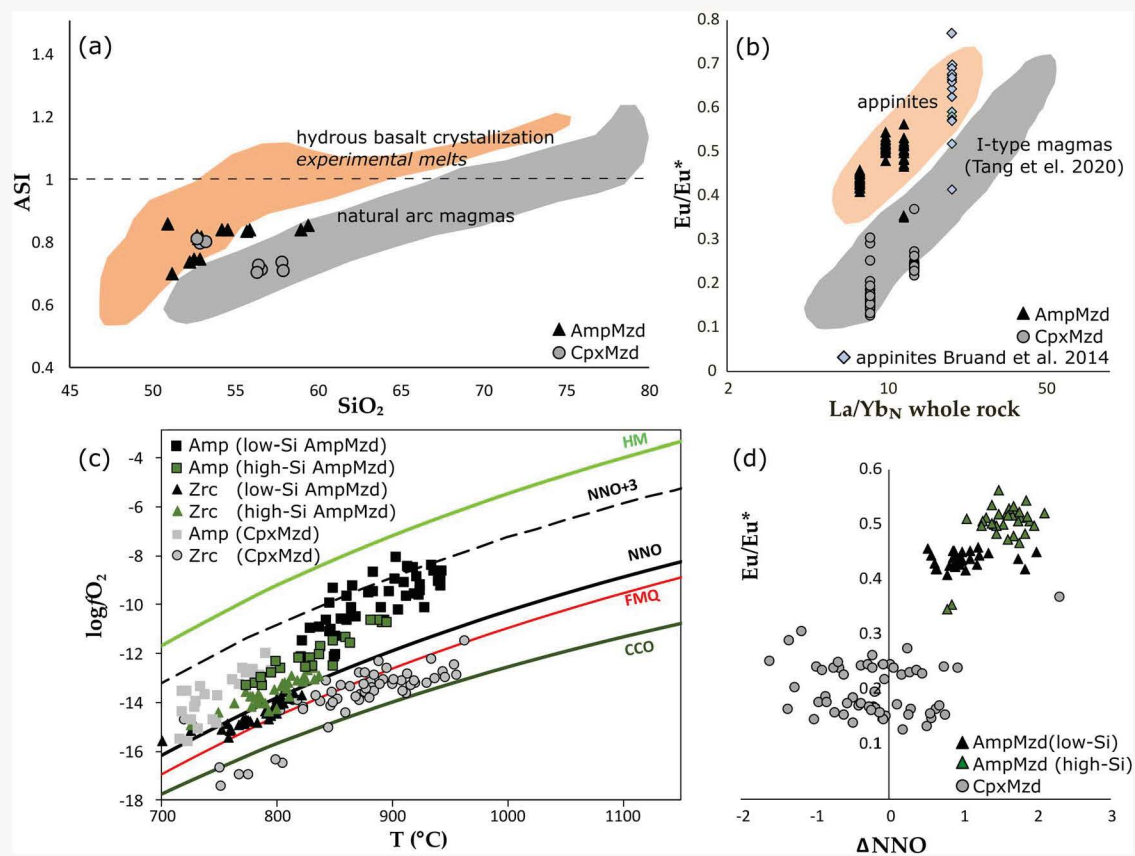 (a)
1.4
1.2
1
0.8
0.6
0.4
ASI
hydrous basalt crystallization
experimental melts
natural arc magmas
AmpMzd
CpxMzd
45 50 55 60 65 70 75 80
SiO2
(b)
0.8
0.7
0.6
0.5
0.4
0.3
0.2
0.1
0
Eu/Eu*
appinites
I-type magmas
(Tang et el. 2020)
AmpMzd
CpxMzd
appinites Bruand et al. 2014
2 10 50
La/YbN whole rock
(c)
Amp (low-Si AmpMzd)
Amp (high-Si AmpMzd)
Zrc (low-Si AmpMzd)
Zrc (high-Si AmpMzd)
Amp (CpxMzd)
Zrc (CpxMzd)
-4
-6
-8
-10
-12
-14
-16
-18
logfO2
HM
NNO+3
NNO
FMQ
CCO
700 800 900 1000 1100
T (°C)
(d)
0.6
0.5
0.4
0.3
0.2
0.1
Eu/Eu*
AmpMzd(low-Si)
AmpMzd (high-Si)
CpxMzd
-2 -1 0 1 2 3
ΔNNO